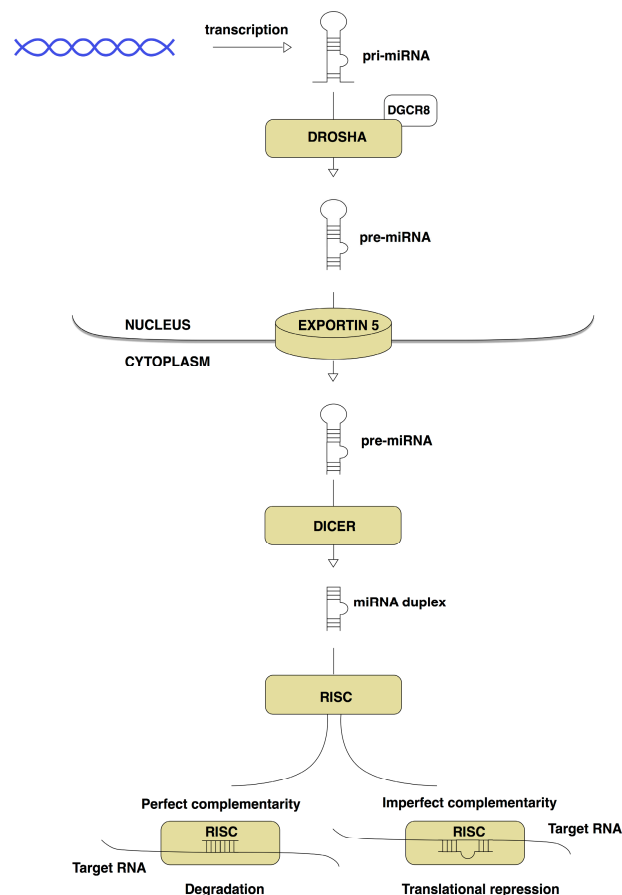 transcription
pri-miRNA
DGCR8
DROSHA
pre-miRNA
NUCLEUS
EXPORTIN 5
CYTOPLASM
pre-miRNA
DICER
miRNA duplex
RISC
Perfect complementarity
Imperfect complementarity
RISC
RISC
Target RNA
Target RNA
Degradation
Translational repression